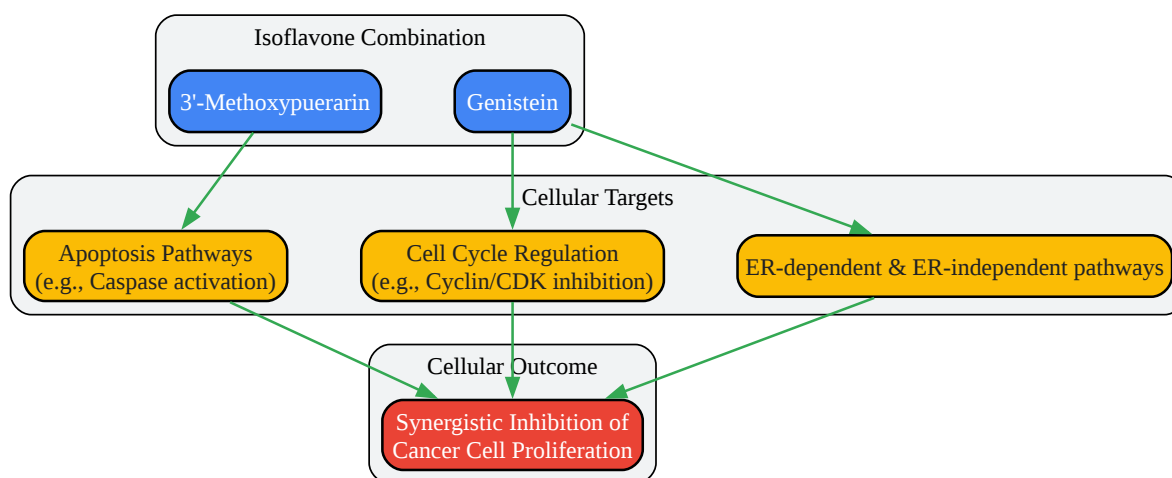 Isoflavone Combination
3'-Methoxypuerarin
Genistein
Cellular Targets
Apoptosis Pathways
(e.g., Caspase activation)
Cell Cycle Regulation
(e.g., Cyclin/CDK inhibition)
ER-dependent & ER-independent pathways
Cellular Outcome
Synergistic Inhibition of
Cancer Cell Proliferation